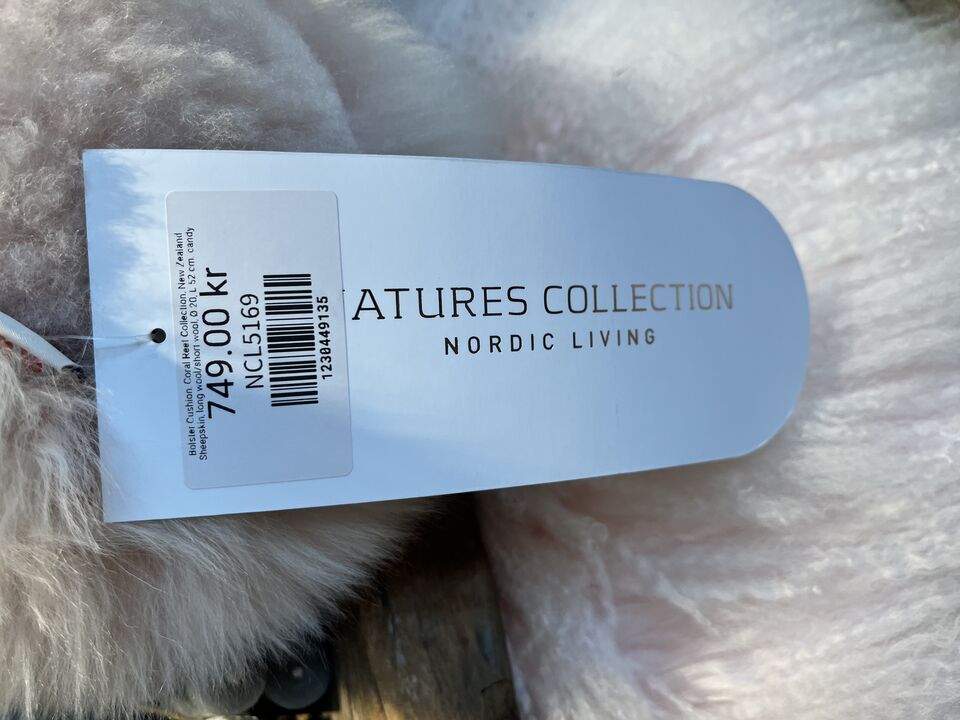 ATURES COLLECTION
NORDIC LIVING
Bolster Cushion, Coral Reef Collection, New Zealand
Sheepskin, long wool/short wool, Ø 20, L 52 cm. candy
749.00 kr
NCL5169
1230449135